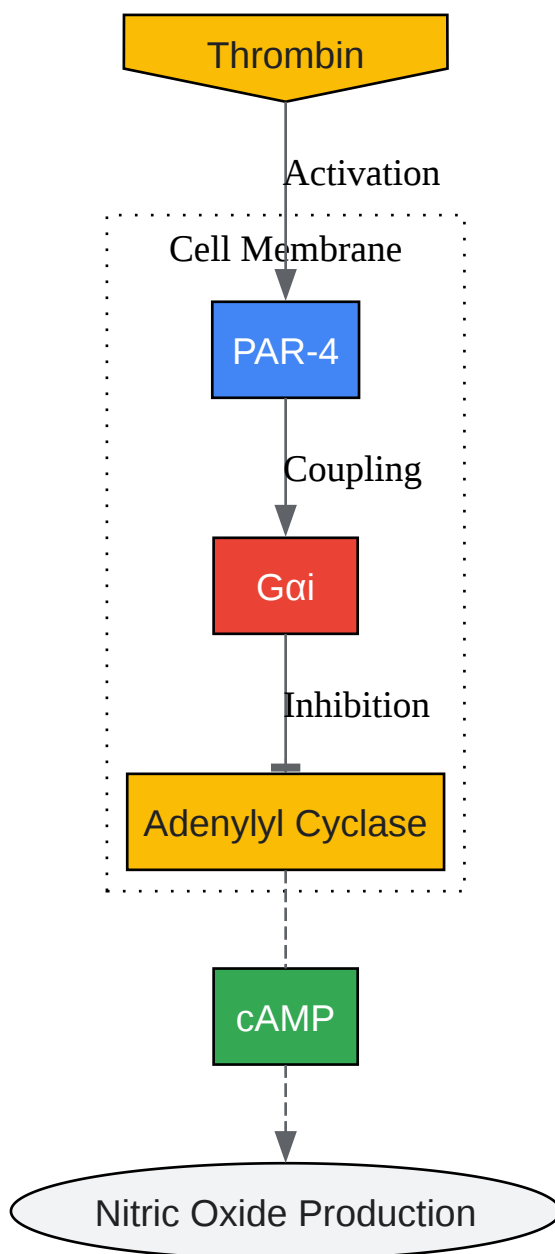 Thrombin
Activation
Cell Membrane
PAR-4
Coupling
Gαi
Inhibition
Adenylyl Cyclase
cAMP
Nitric Oxide Production